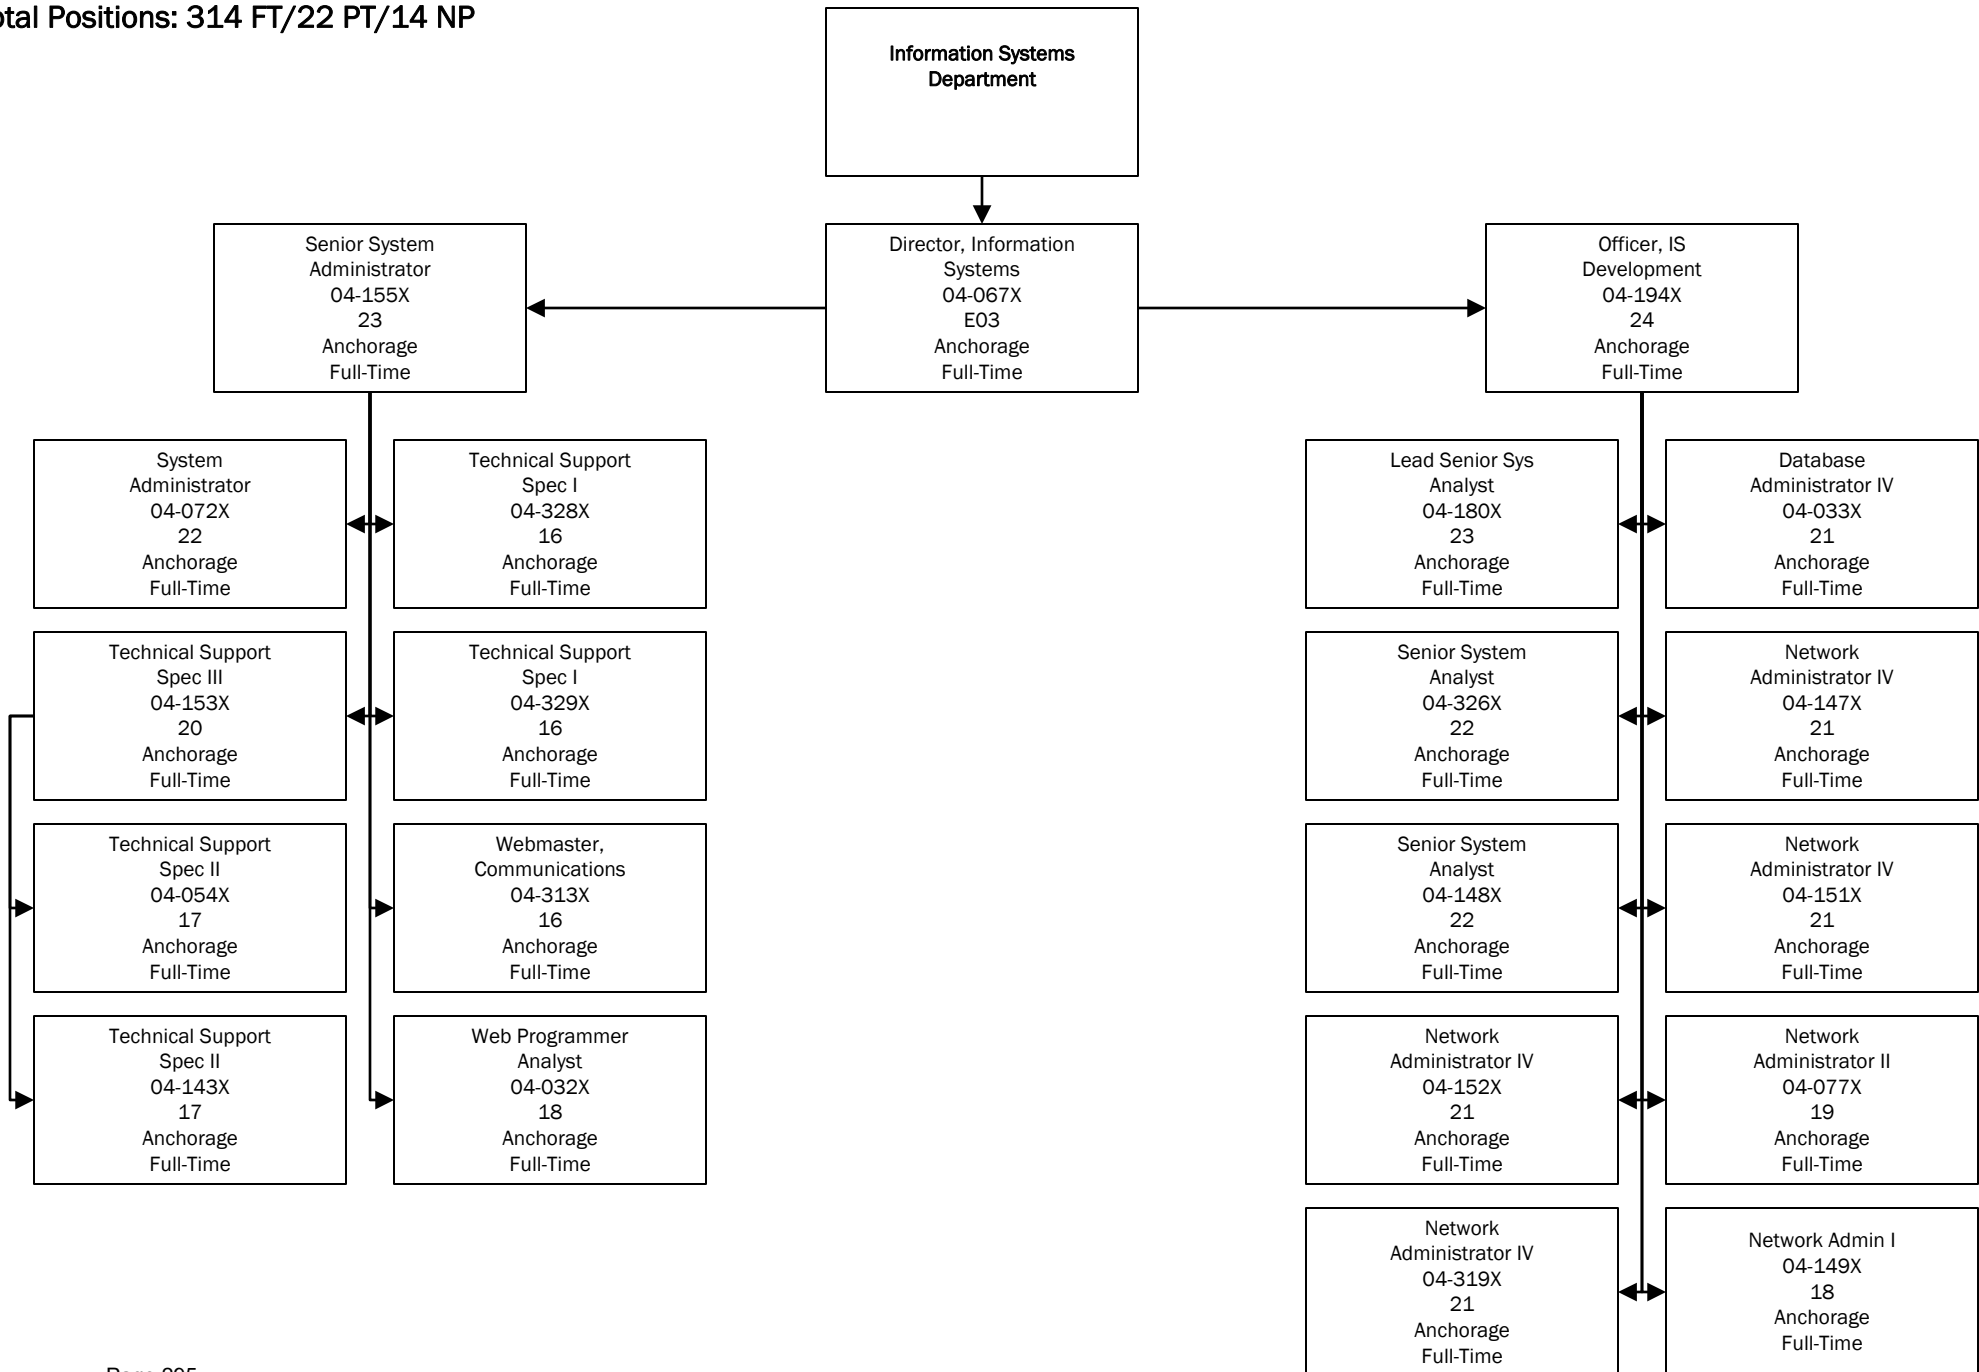 Positions: 314 FT/22 PT/14 NP
Information Systems
Department
Senior System
Administrator
04-155X
23
Anchorage
Full-Time
Director, Information
Systems
04-067X
E03
Anchorage
Full-Time
Officer, IS
Development
04-194X
24
Anchorage
Full-Time
System
Administrator
04-072X
22
Anchorage
Full-Time
Technical Support
Spec I
04-328X
16
Anchorage
Full-Time
Lead Senior Sys
Analyst
04-180X
23
Anchorage
Full-Time
Database
Administrator IV
04-033X
21
Anchorage
Full-Time
Technical Support
Spec III
04-153X
20
Anchorage
Full-Time
Technical Support
Spec I
04-329X
16
Anchorage
Full-Time
Senior System
Analyst
04-326X
22
Anchorage
Full-Time
Network
Administrator IV
04-147X
21
Anchorage
Full-Time
Technical Support
Spec II
04-054X
17
Anchorage
Full-Time
Webmaster,
Communications
04-313X
16
Anchorage
Full-Time
Senior System
Analyst
04-148X
22
Anchorage
Full-Time
Network
Administrator IV
04-151X
21
Anchorage
Full-Time
Technical Support
Spec II
04-143X
17
Anchorage
Full-Time
Web Programmer
Analyst
04-032X
18
Anchorage
Full-Time
Network
Administrator IV
04-152X
21
Anchorage
Full-Time
Network
Administrator II
04-077X
19
Anchorage
Full-Time
Network
Administrator IV
04-319X
21
Anchorage
Full-Time
Network Admin I
04-149X
18
Anchorage
Full-Time